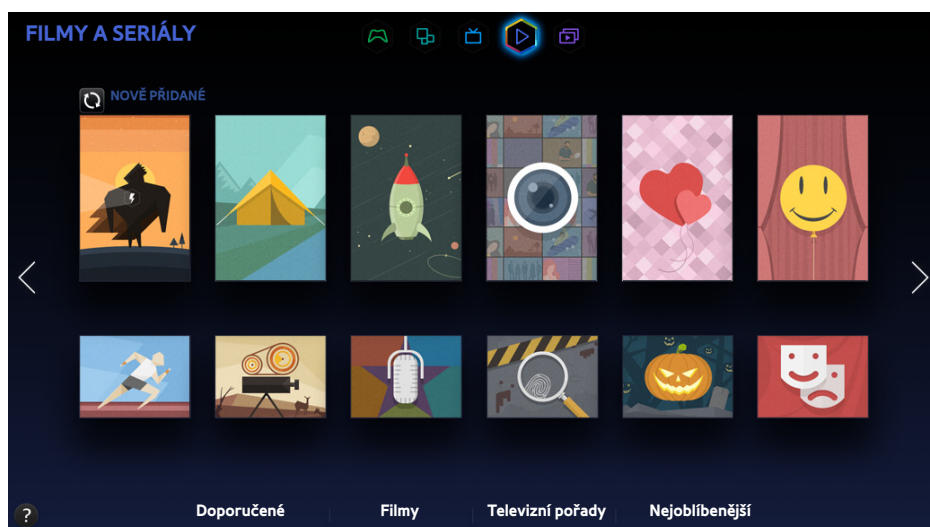 FILMY A SERIÁLY
NOVĚ PŘIDANÉ
?
Doporučené
Filmy
Televizní pořady
Nejoblíbenější